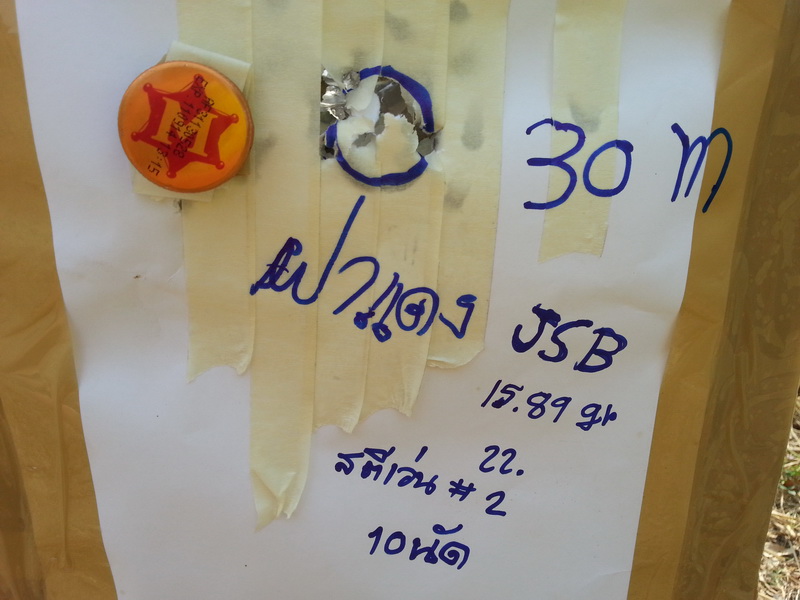 30 m
ฝาแดง
JSB
15.89 gr
22.
สตีเว่น # 2
10นัด